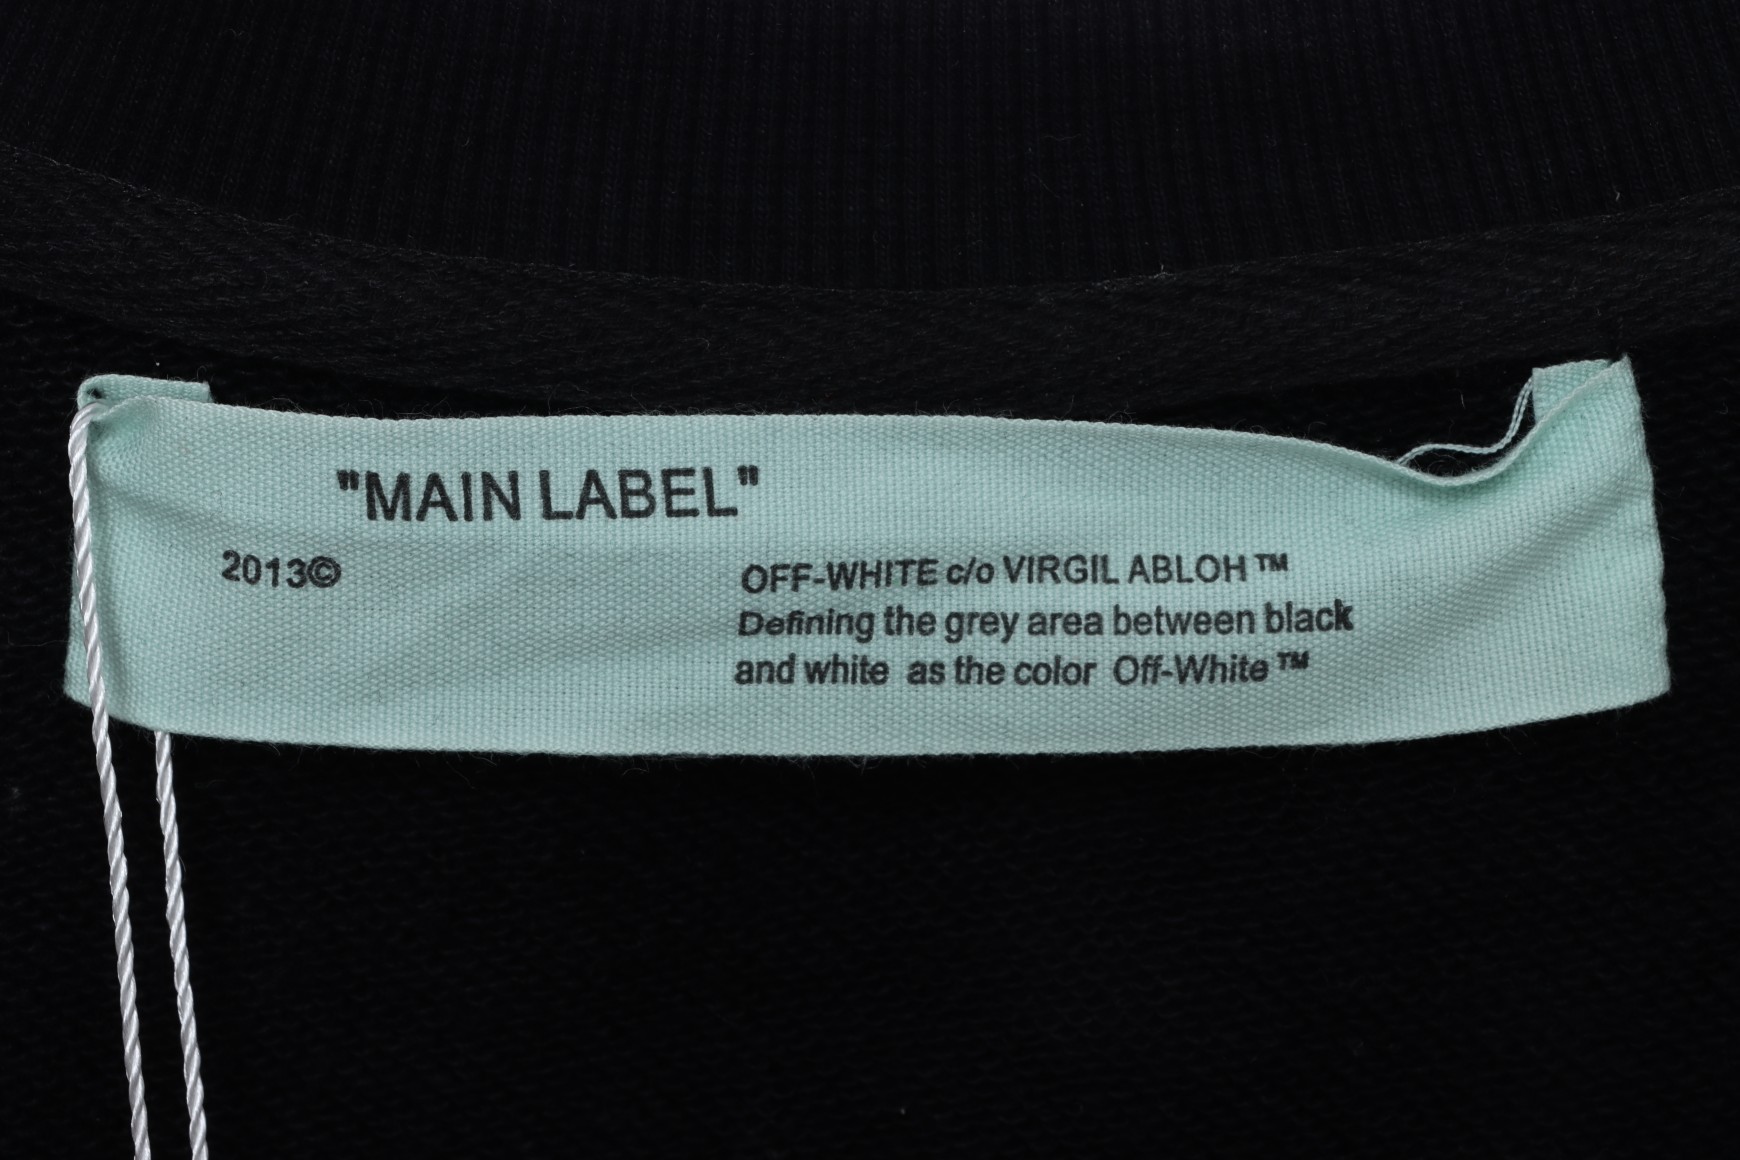 "MAIN LABEL"
2013©
OFF-WHITE c/o VIRGIL ABLOH™
Defining the grey area between black
and white as the color Off-White™